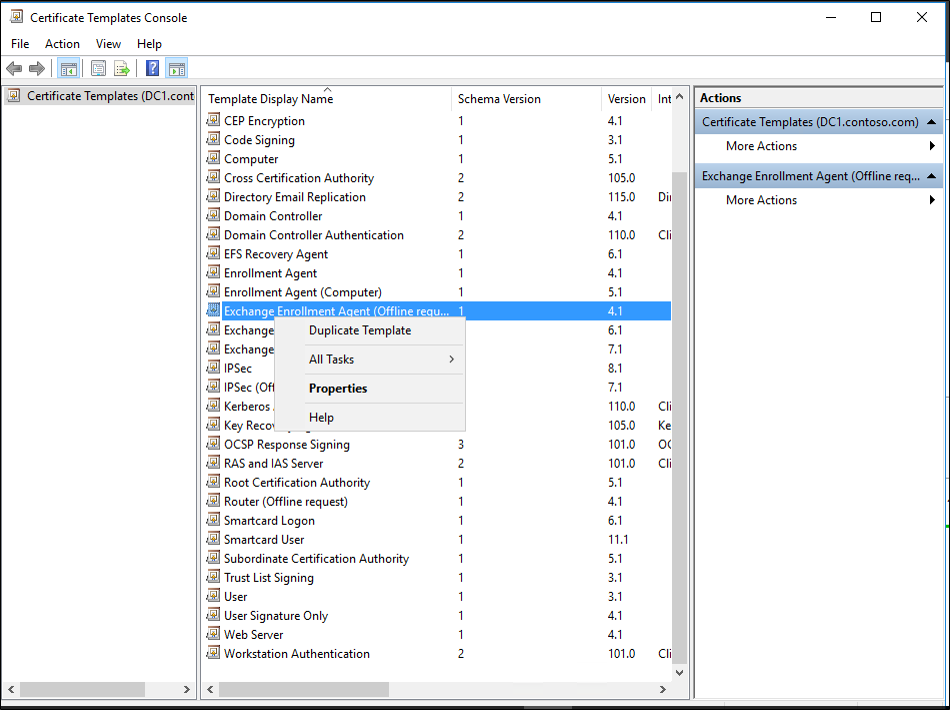 Certificate Templates Console
File Action View Help
Certificate Templates (DC1.cont
Template Display Name Schema Version Version Int
CEP Encryption 1 4.1
Code Signing 1 3.1
Computer 1 5.1
Cross Certification Authority 2 105.0
Directory Email Replication 2 115.0 Dir
Domain Controller 1 4.1
Domain Controller Authentication 2 110.0 Cli
EFS Recovery Agent 1 6.1
Enrollment Agent 1 4.1
Enrollment Agent (Computer) 1 5.1
Exchange Enrollment Agent (Offline requ... 1 4.1
Exchange 6.1
Exchange 7.1
IPSec 8.1
IPSec (Off 7.1
Kerberos 110.0 Cli
Key Reco 105.0 Ke
OCSP Response Signing 3 101.0 OC
RAS and IAS Server 2 101.0 Cli
Root Certification Authority 1 5.1
Router (Offline request) 1 4.1
Smartcard Logon 1 6.1
Smartcard User 1 11.1
Subordinate Certification Authority 1 5.1
Trust List Signing 1 3.1
User 1 3.1
User Signature Only 1 4.1
Web Server 1 4.1
Workstation Authentication 2 101.0 Cli
Duplicate Template
All Tasks
Properties
Help
Actions
Certificate Templates (DC1.contoso.com)
More Actions
Exchange Enrollment Agent (Offline req...
More Actions